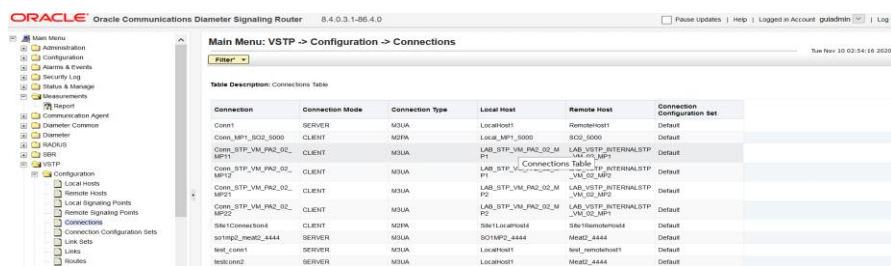 ORACLE® Oracle Communications Diameter Signaling Router 8.4.0.3.1-86.4.0
Pause Updates | Help | Logged in Account guiadmin | Log
Main Menu
Administration
Configuration
Alarms & Events
Security Log
Status & Manage
Measurements
Report
Communication Agent
Diameter Common
Diameter
RADIUS
SBR
VSTP
Configuration
Local Hosts
Remote Hosts
Local Signaling Points
Remote Signaling Points
Connections
Connection Configuration Sets
Link Sets
Links
Routes
Main Menu: VSTP -> Configuration -> Connections
Tue Nov 10 02:54:16 2020
Filter*
Table Description: Connections Table
Connection Connection Mode Connection Type Local Host Remote Host Connection Configuration Set
Conn1 SERVER M3UA LocalHost1 RemoteHost1 Default
Conn_MP1_SO2_5000 CLIENT M2PA Local_MP1_5000 SO2_5000 Default
Conn_STP_VM_PA2_02_ CLIENT M3UA LAB_STP_VM_PA2_02_M LAB_VSTP_INTERNALSTP Default
MP11 P1 MP1
Connections Table
Conn_STP_VM_PA2_02_ CLIENT M3UA Default
MP12 P1 _VM_02_MP2
Conn_STP_VM_PA2_02_ CLIENT M3UA LAB_STP_VM_PA2_02_M LAB_VSTP_INTERNALSTP Default
MP21 P2 _VM_02_MP2
Conn_STP_VM_PA2_02_ CLIENT M3UA LAB_STP_VM_PA2_02_M LAB_VSTP_INTERNALSTP Default
MP22 P2 _VM_02_MP1
Site1Connection4 CLIENT M2PA Site1LocalHost4 Site1RemoteHost4 Default
so1mp2_meat2_4444 SERVER M3UA SO1MP2_4444 Meat2_4444 Default
test_conn1 SERVER M3UA LocalHost1 test_remotehost1 Default
testconn2 SERVER M3UA LocalHost1 Meat2_4444 Default